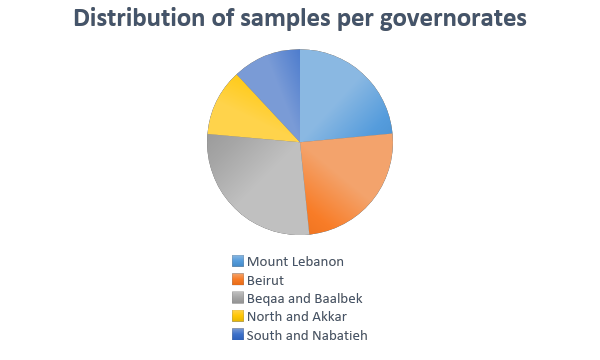 Distribution of samples per governorates
Mount Lebanon
Beirut
Beqaa and Baalbek
North and Akkar
South and Nabatieh